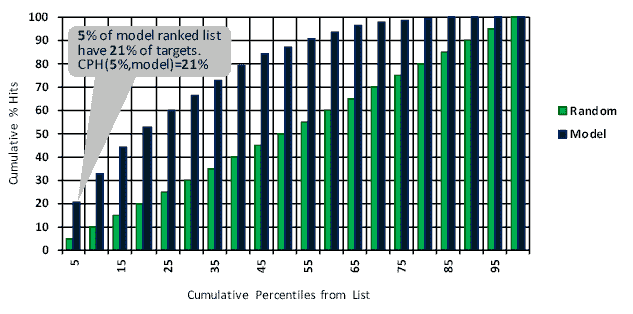 100
90
80
70
60
50
40
30
20
10
0
Cumulative % Hits
5% of model ranked list
have 21% of targets.
CPH(5%,model)=21%
Random
Model
5 15 25 35 45 55 65 75 85 95
Cumulative Percentiles from List